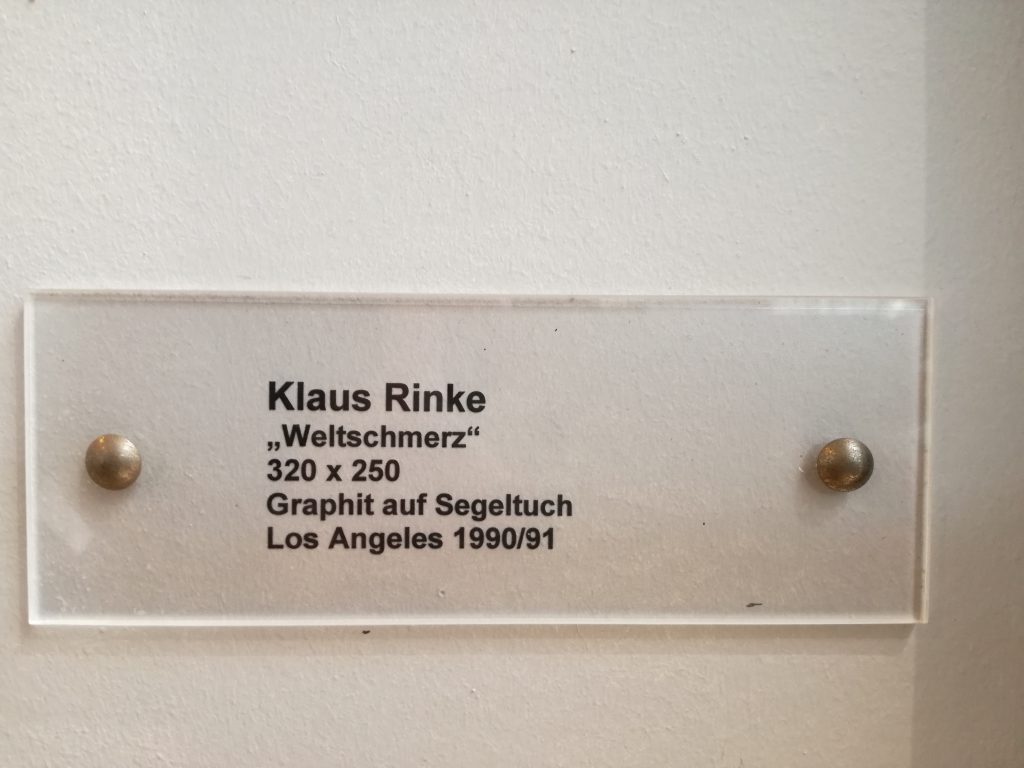 Klaus Rinke
„Weltschmerz“
320 x 250
Graphit auf Segeltuch
Los Angeles 1990/91